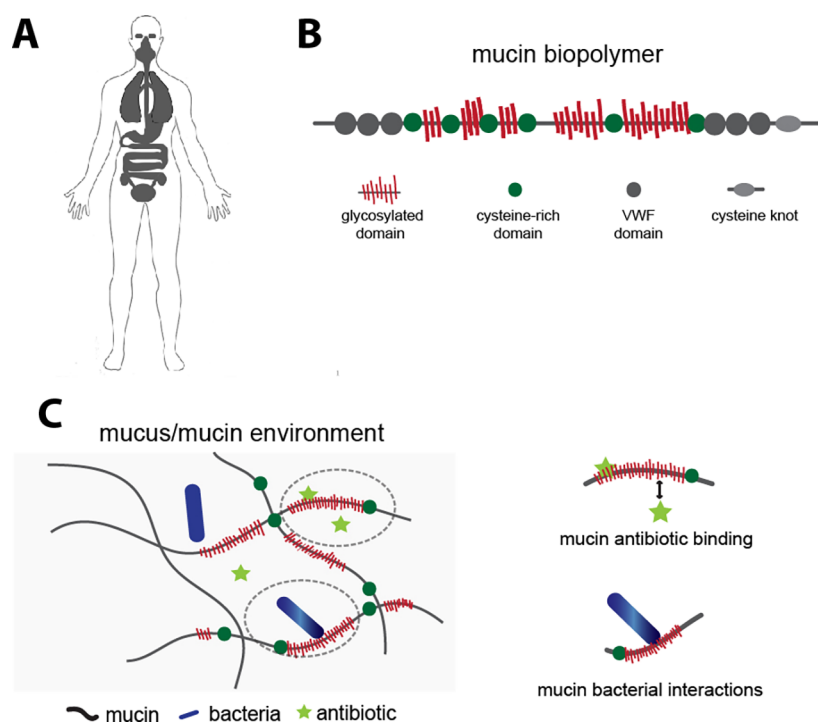 A
B
mucin biopolymer
glycosylated
domain
cysteine-rich
domain
VWF
domain
cysteine knot
C
mucus/mucin environment
mucin antibiotic binding
mucin bacterial interactions
mucin
bacteria
antibiotic